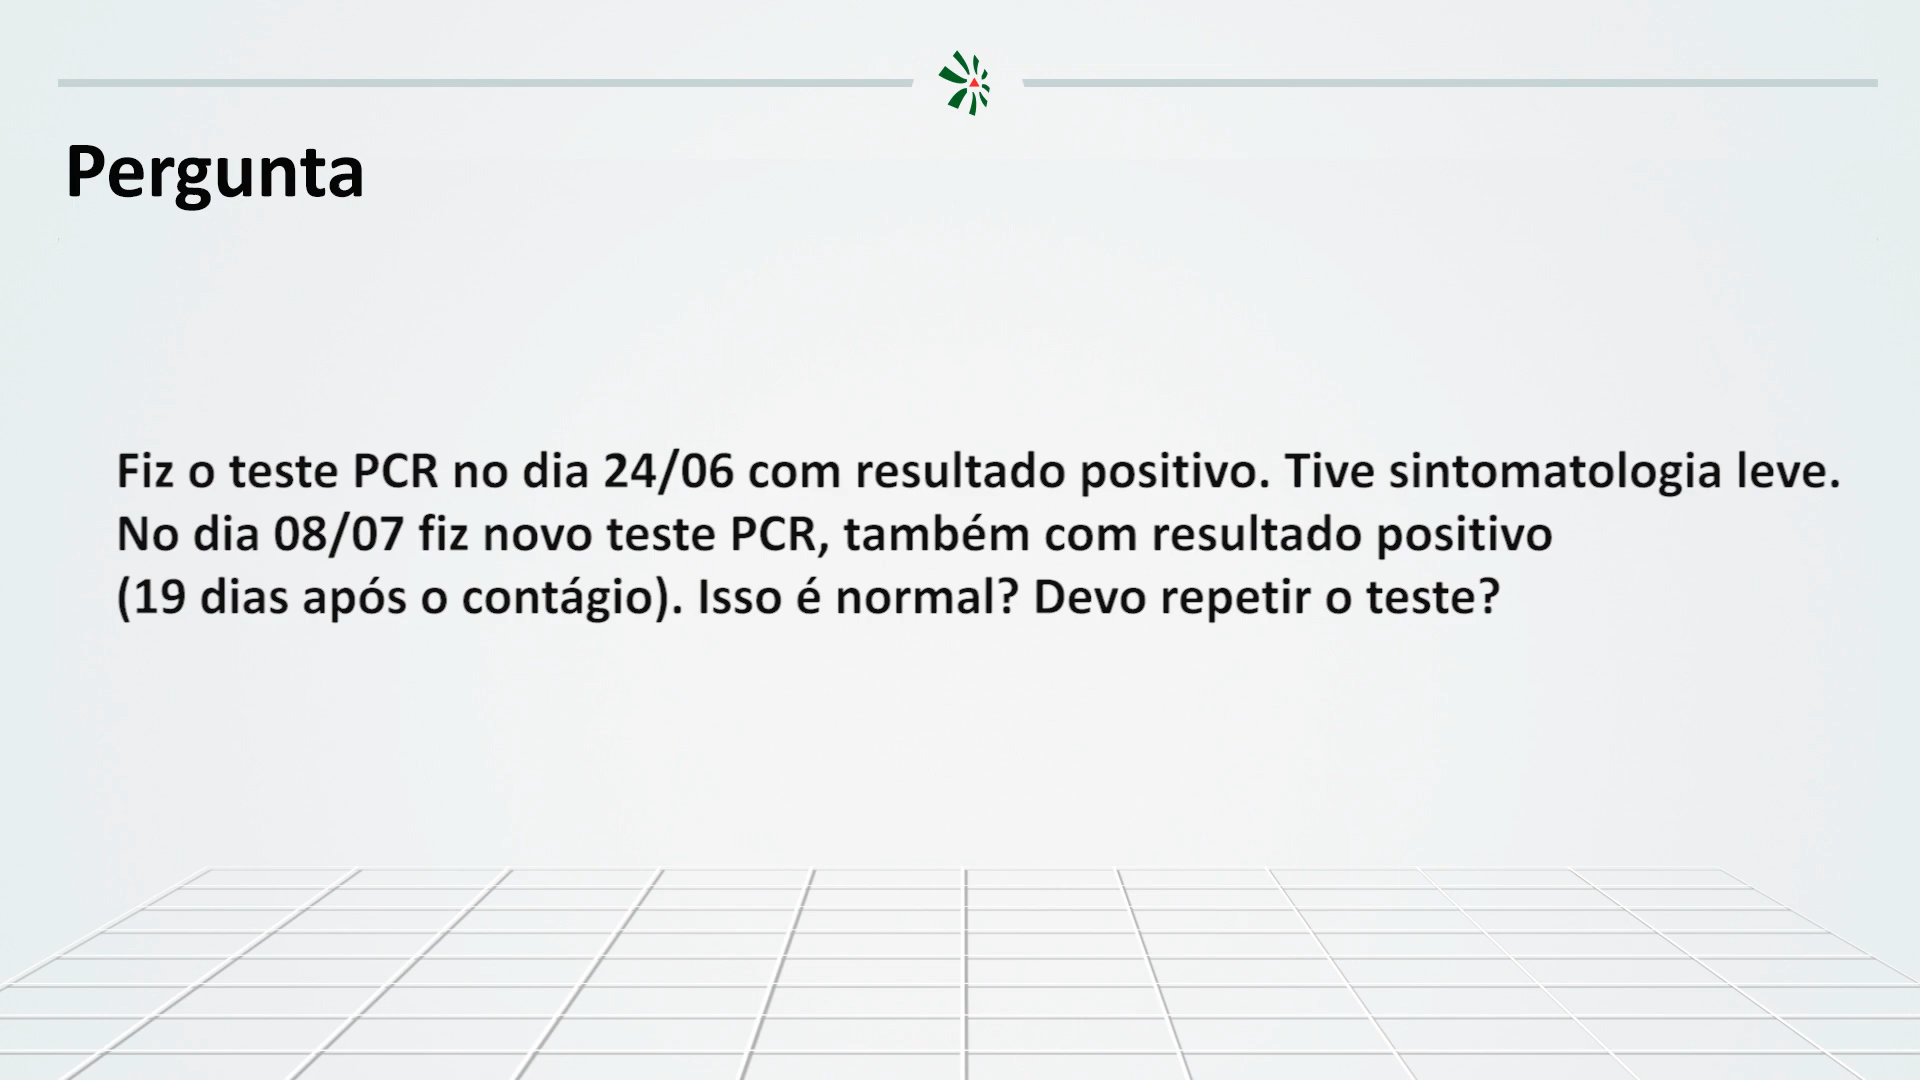 Pergunta
Fiz o teste PCR no dia 24/06 com resultado positivo. Tive sintomatologia leve.
No dia 08/07 fiz novo teste PCR, também com resultado positivo
(19 dias após o contágio). Isso é normal? Devo repetir o teste?